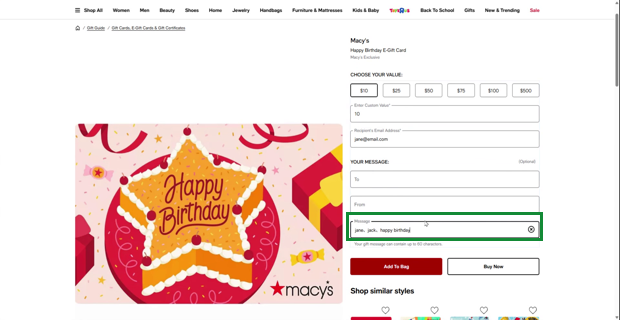 Shop All Women Men Beauty Shoes Home Jewelry Handbags Furniture & Mattresses Kids & Baby Toys"R"Us Back To School Gifts New & Trending Sale
/ Gift Guide / Gift Cards, E-Gift Cards & Gift Certificates
Macy's
Happy Birthday E-Gift Card
Macy's Exclusive
CHOOSE YOUR VALUE:
$10 $25 $50 $75 $100 $500
Enter Custom Value*
10
Recipient's Email Address*
jane@email.com
YOUR MESSAGE: (Optional)
To
From
Message
jane, jack, happy birthday
Your gift message can contain up to 60 characters.
Add To Bag Buy Now
Shop similar styles
Happy
Birthday
macy's